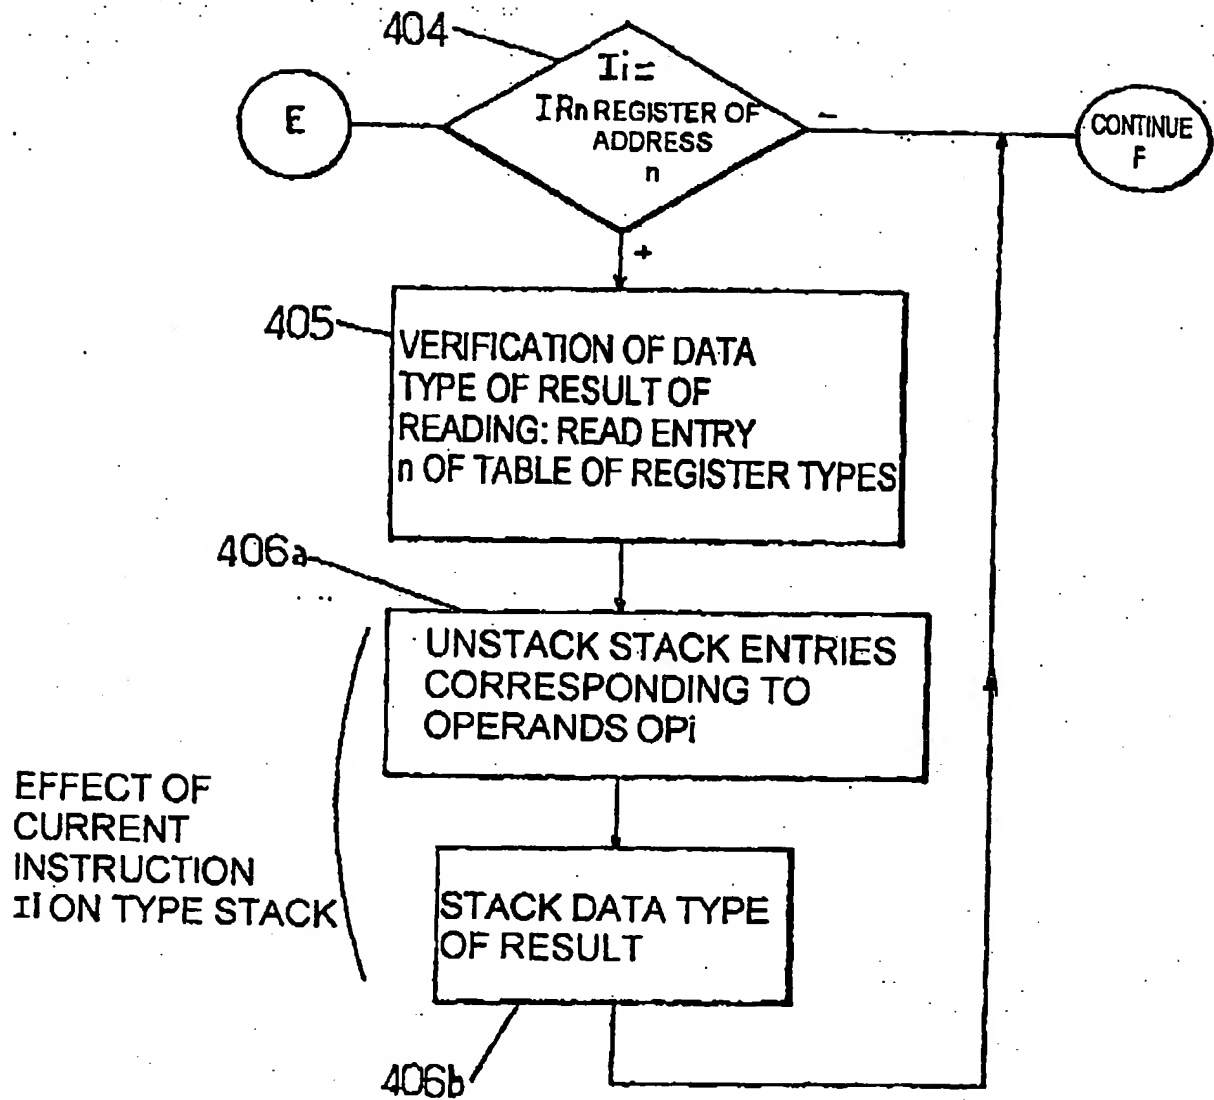 404
Ii=
IRn REGISTER OF
ADDRESS
n
E
-
CONTINUE
F
+
405
VERIFICATION OF DATA
TYPE OF RESULT OF
READING: READ ENTRY
n OF TABLE OF REGISTER TYPES
406a
UNSTACK STACK ENTRIES
CORRESPONDING TO
OPERANDS OPi
EFFECT OF
CURRENT
INSTRUCTION
Ii ON TYPE STACK
STACK DATA TYPE
OF RESULT
406b